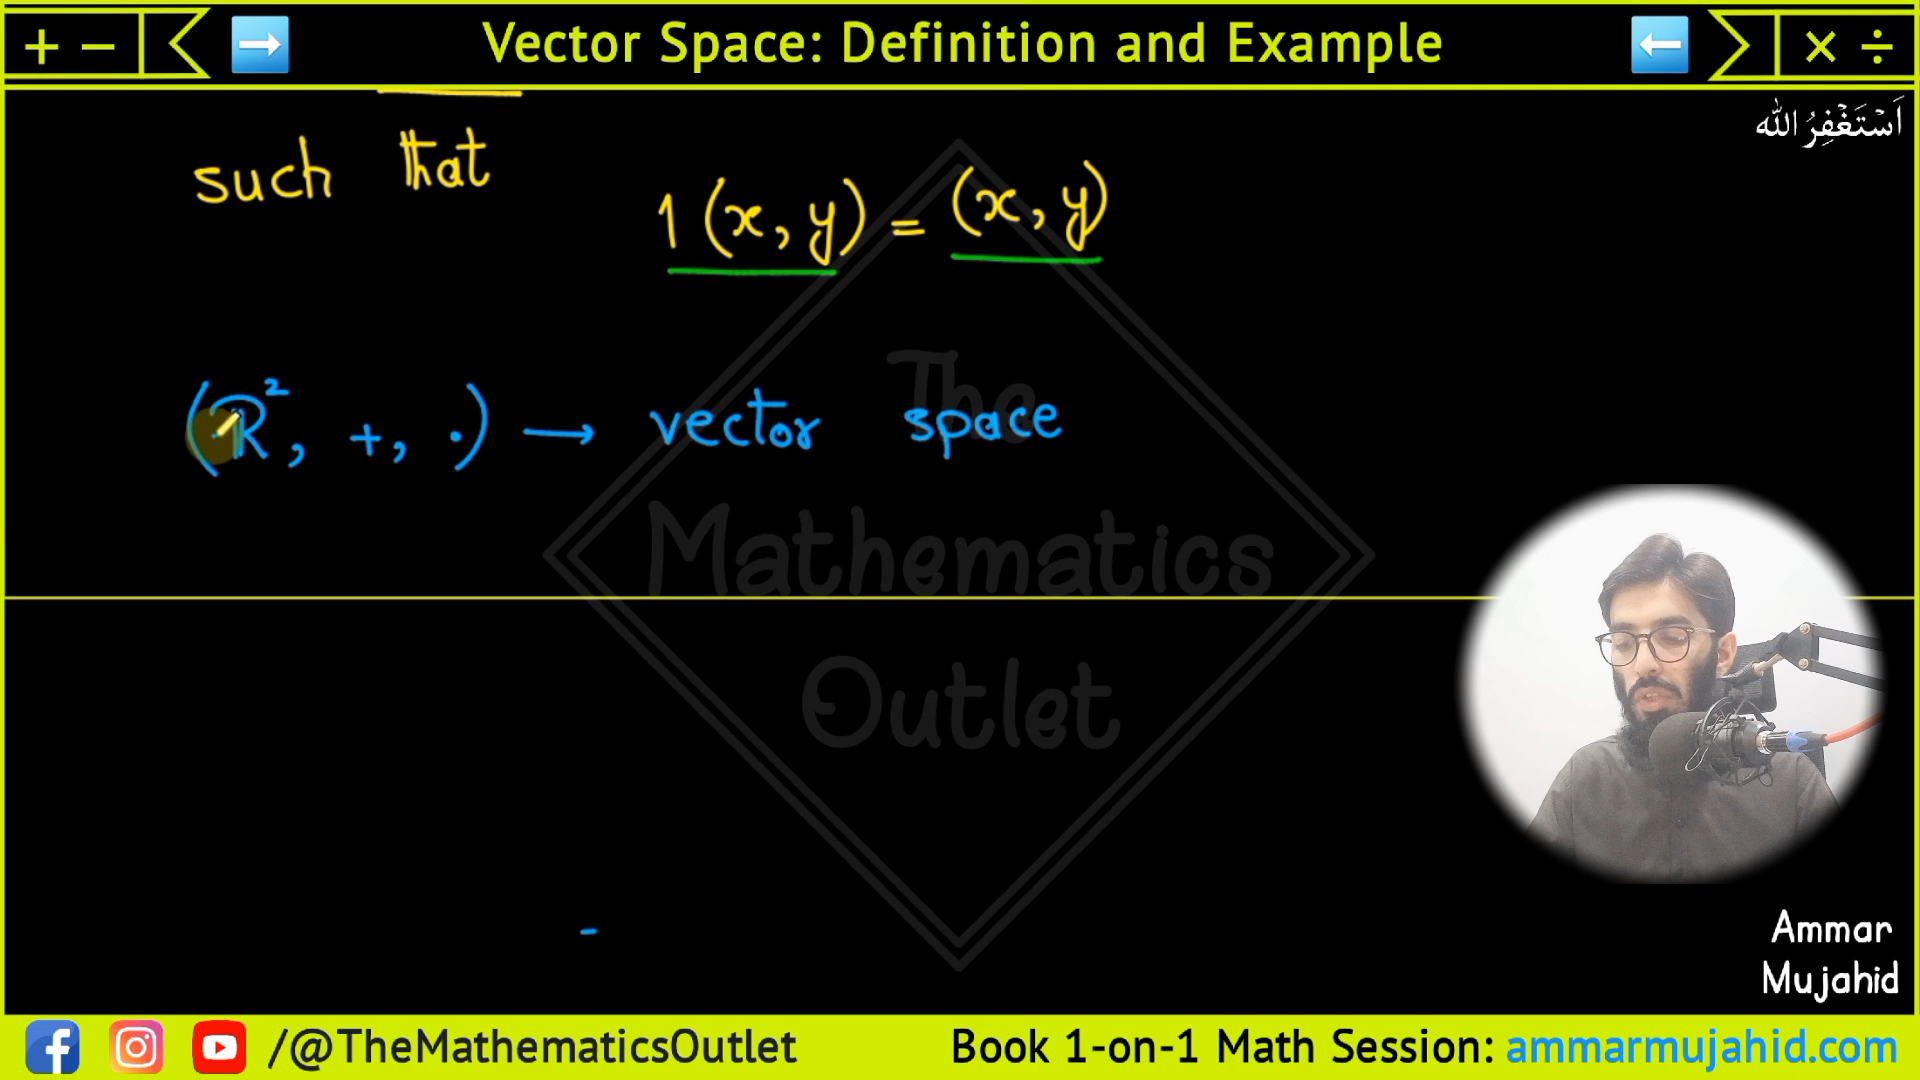 + − ➡ Vector Space: Definition and Example ⬅ × ÷
اَسْتَغْفِرُ الله
such that
1(x, y) = (x, y)
(ℝ², +, ·) → vector space
The
Mathematics
Outlet
Ammar
Mujahid
/@TheMathematicsOutlet Book 1-on-1 Math Session: ammarmujahid.com